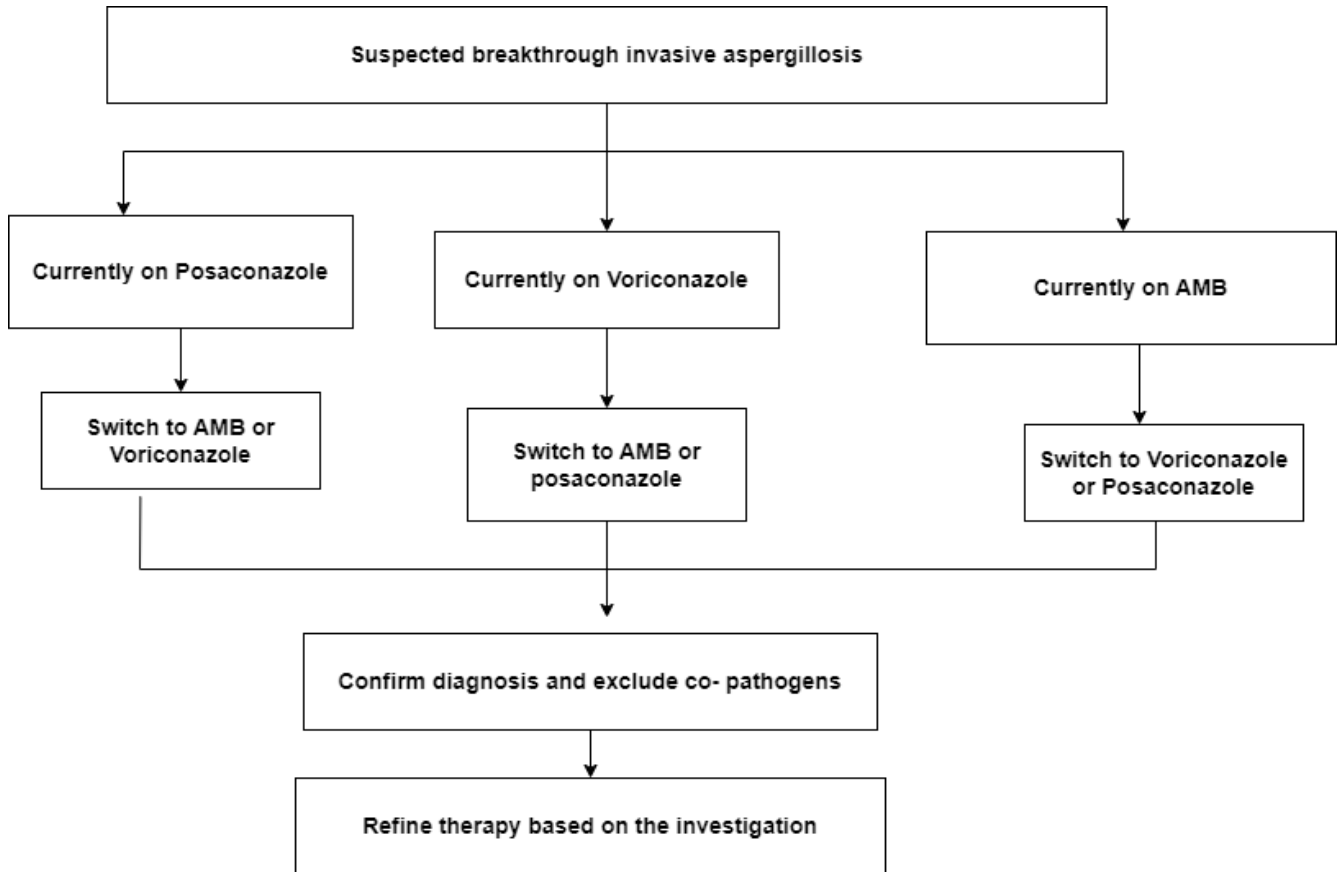 Suspected breakthrough invasive aspergillosis
Currently on Posaconazole
Currently on Voriconazole
Currently on AMB
Switch to AMB or
Voriconazole
Switch to AMB or
posaconazole
Switch to Voriconazole
or Posaconazole
Confirm diagnosis and exclude co- pathogens
Refine therapy based on the investigation